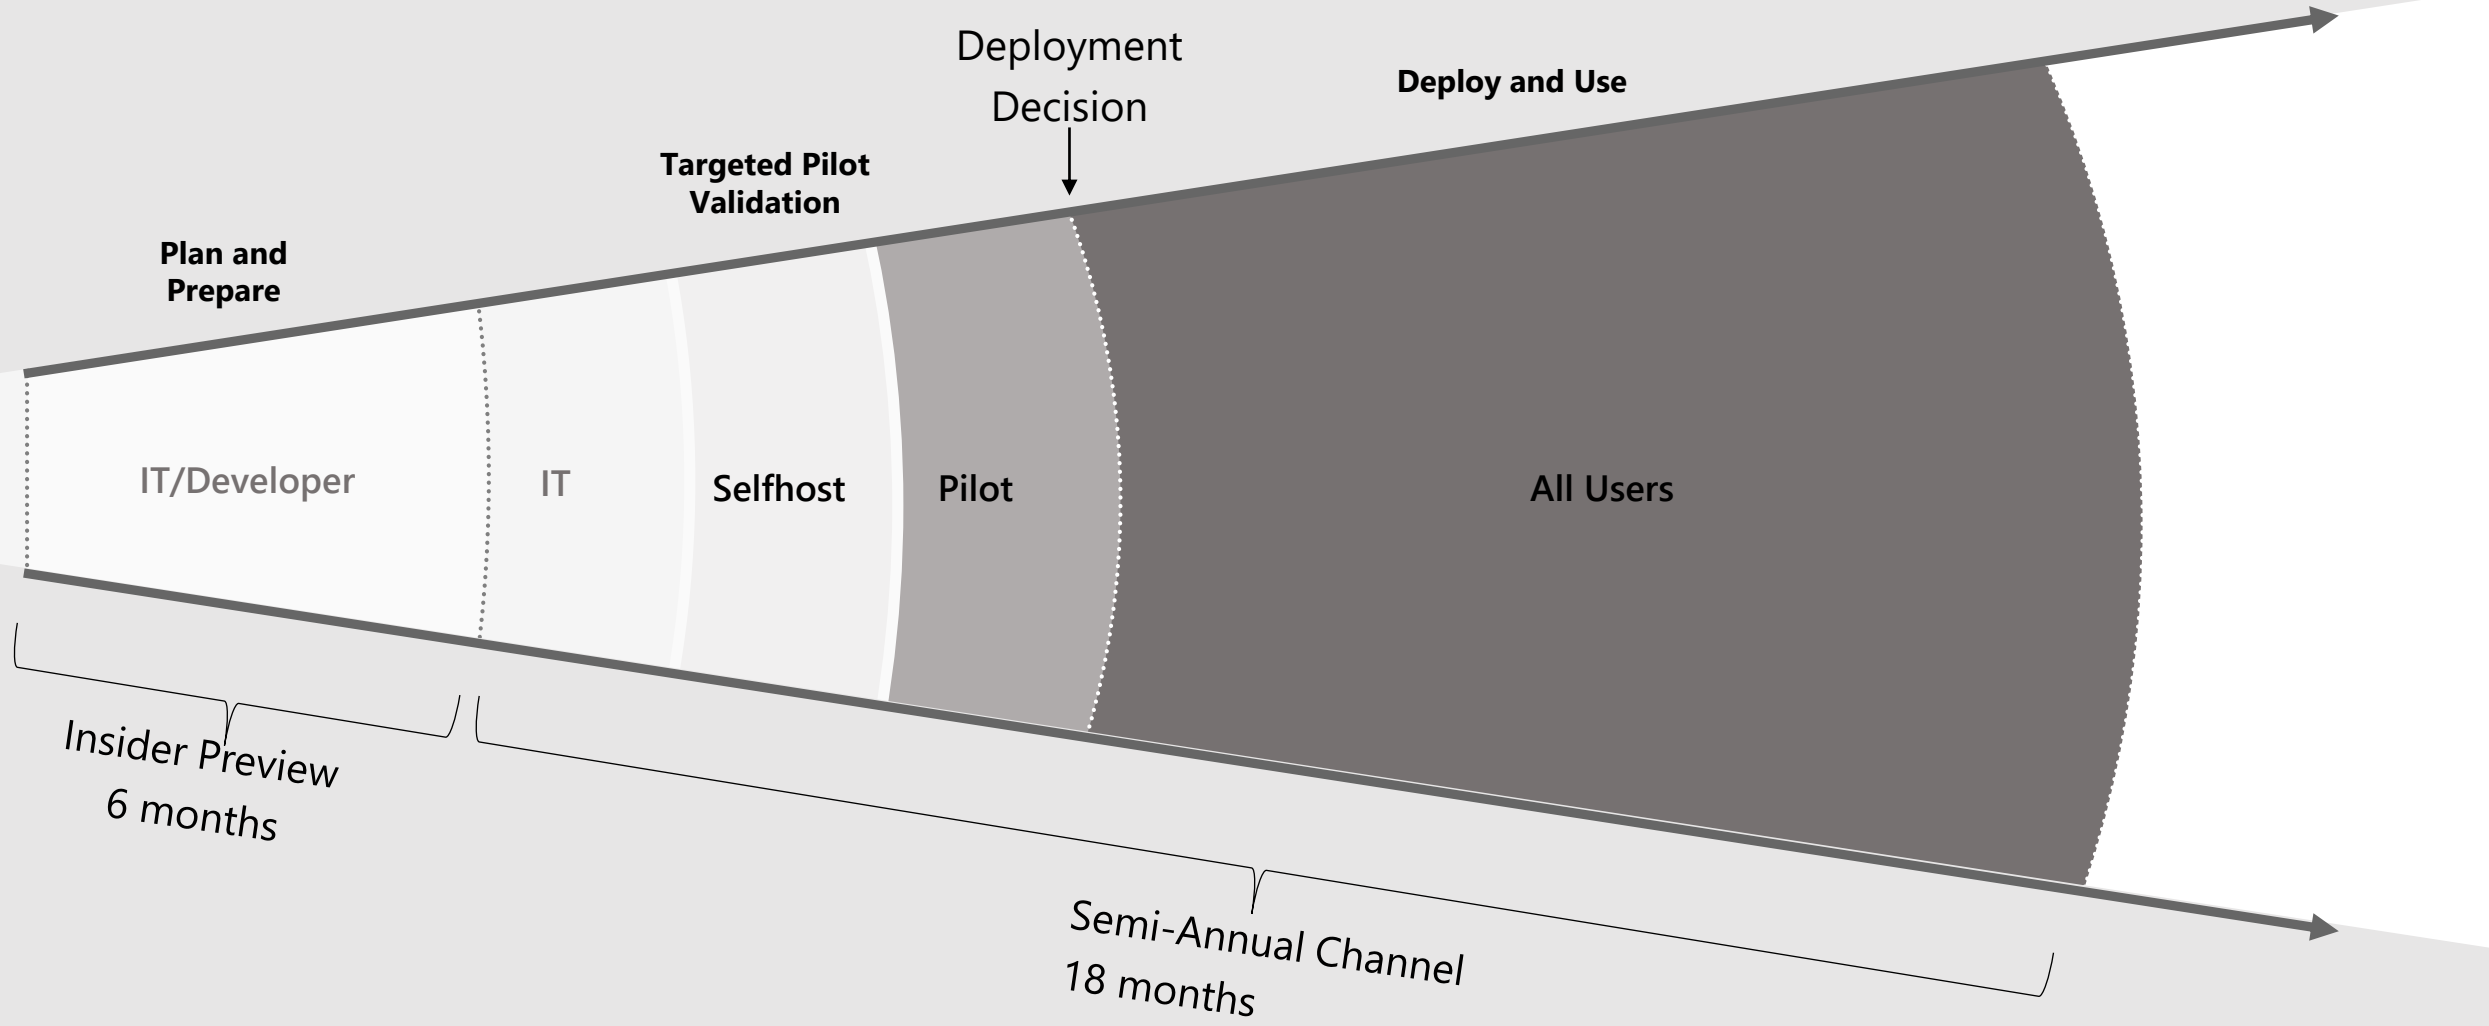 Deployment
Decision
Deploy and Use
Targeted Pilot
Validation
Plan and
Prepare
IT/Developer
IT
Selfhost
Pilot
All Users
Insider Preview
6 months
Semi-Annual Channel
18 months